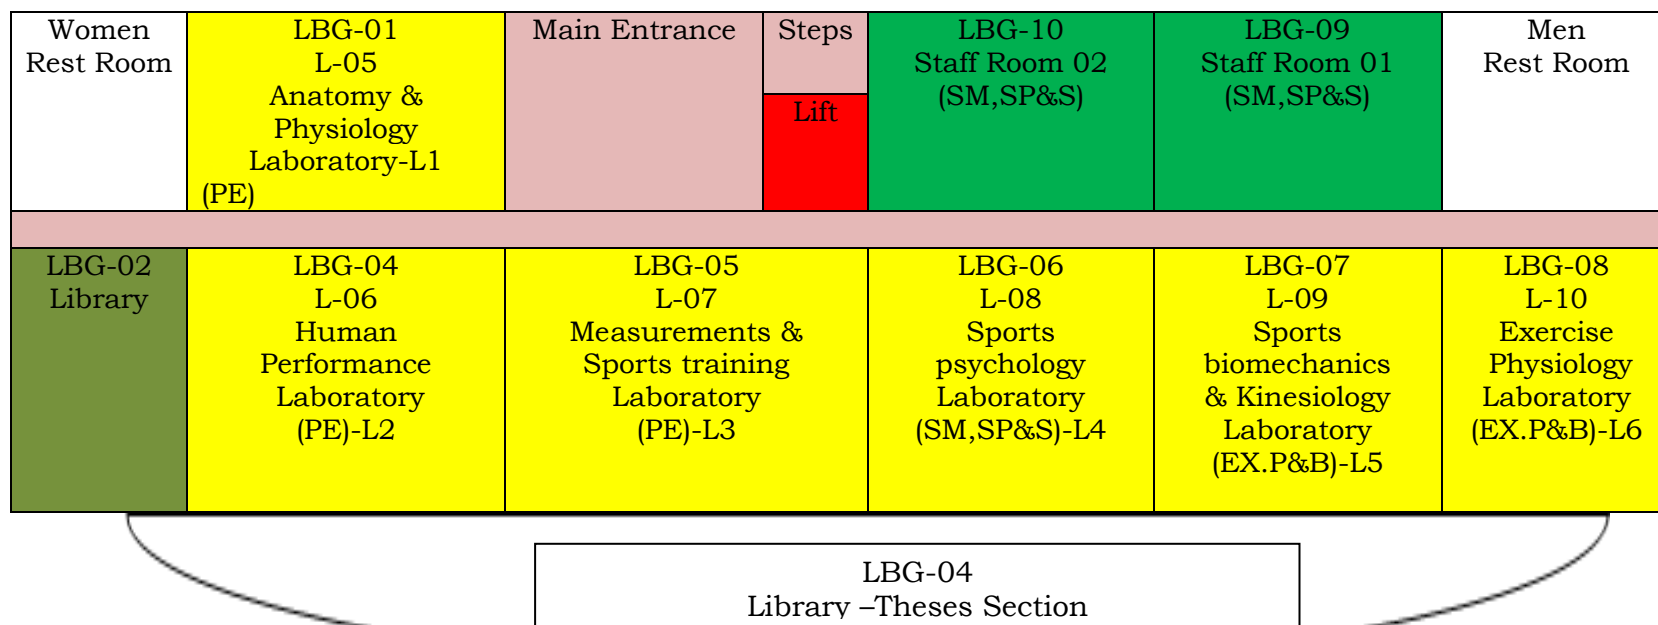 Women
Rest Room
LBG-01
L-05
Anatomy &
Physiology
Laboratory-L1
(PE)
Main Entrance
Steps
Lift
LBG-10
Staff Room 02
(SM,SP&S)
LBG-09
Staff Room 01
(SM,SP&S)
Men
Rest Room
LBG-02
Library
LBG-04
L-06
Human
Performance
Laboratory
(PE)-L2
LBG-05
L-07
Measurements &
Sports training
Laboratory
(PE)-L3
LBG-06
L-08
Sports
psychology
Laboratory
(SM,SP&S)-L4
LBG-07
L-09
Sports
biomechanics
& Kinesiology
Laboratory
(EX.P&B)-L5
LBG-08
L-10
Exercise
Physiology
Laboratory
(EX.P&B)-L6
LBG-04
Library –Theses Section